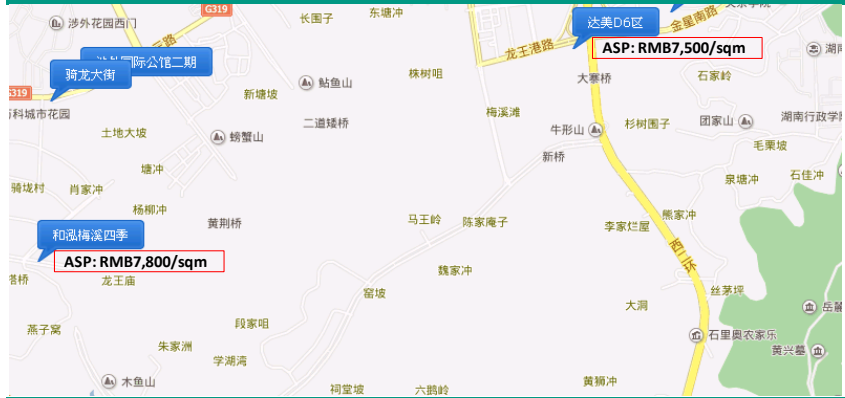 G319
东塘冲
长围子
涉外花园西门
三路
达美D6区
金星南路
龙王港路
ASP: RMB7,500/sqm
国际公馆二期
骑龙大街
株树咀
鲇鱼山
大寨桥
石家岭
新塘坡
319
科城市花园
梅溪滩
二道矮桥
土地大坡
螃蟹山
牛形山
杉树围子
团家山
湖南行政学
新桥
毛栗坡
塘冲
泉塘冲
石佳冲
骑垅村
肖家冲
杨柳冲
黄荆桥
马王岭
陈家庵子
李家烂屋
熊家冲
和泓梅溪四季
西二环
ASP: RMB7,800/sqm
塔桥
龙王庙
魏家冲
窑坡
丝茅坪
大洞
岳麓
燕子窝
段家咀
石里奥农家乐
朱家洲
学湖湾
黄兴墓
木鱼山
祠堂坡
六鹅岭
黄狮冲